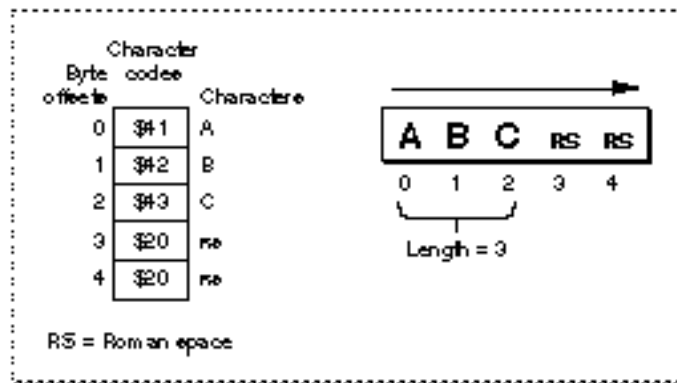 Character
Byte codes
offsets Characters
0 $41 A
1 $42 B
2 $43 C
3 $20 rs
4 $20 rs
RS = Roman space
A B C RS RS
0 1 2 3 4
Length = 3